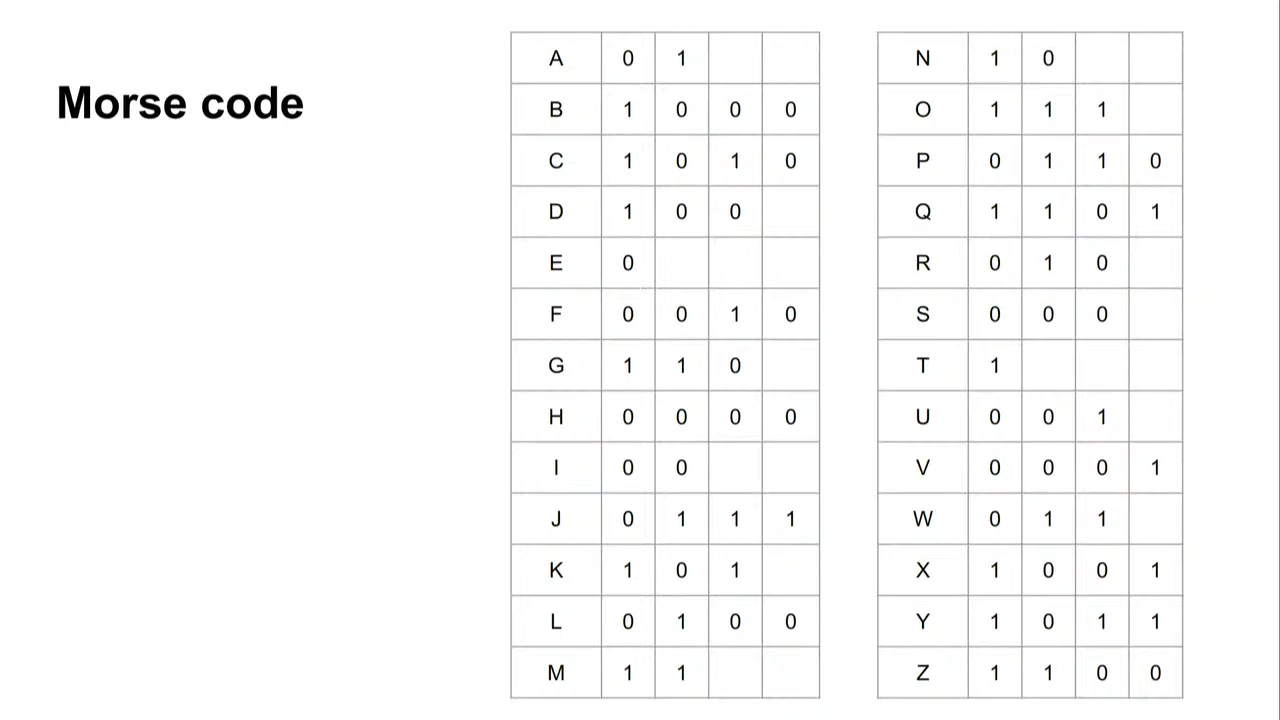 Morse code
A 0 1
B 1 0 0 0
C 1 0 1 0
D 1 0 0
E 0
F 0 0 1 0
G 1 1 0
H 0 0 0 0
I 0 0
J 0 1 1 1
K 1 0 1
L 0 1 0 0
M 1 1
N 1 0
O 1 1 1
P 0 1 1 0
Q 1 1 0 1
R 0 1 0
S 0 0 0
T 1
U 0 0 1
V 0 0 0 1
W 0 1 1
X 1 0 0 1
Y 1 0 1 1
Z 1 1 0 0